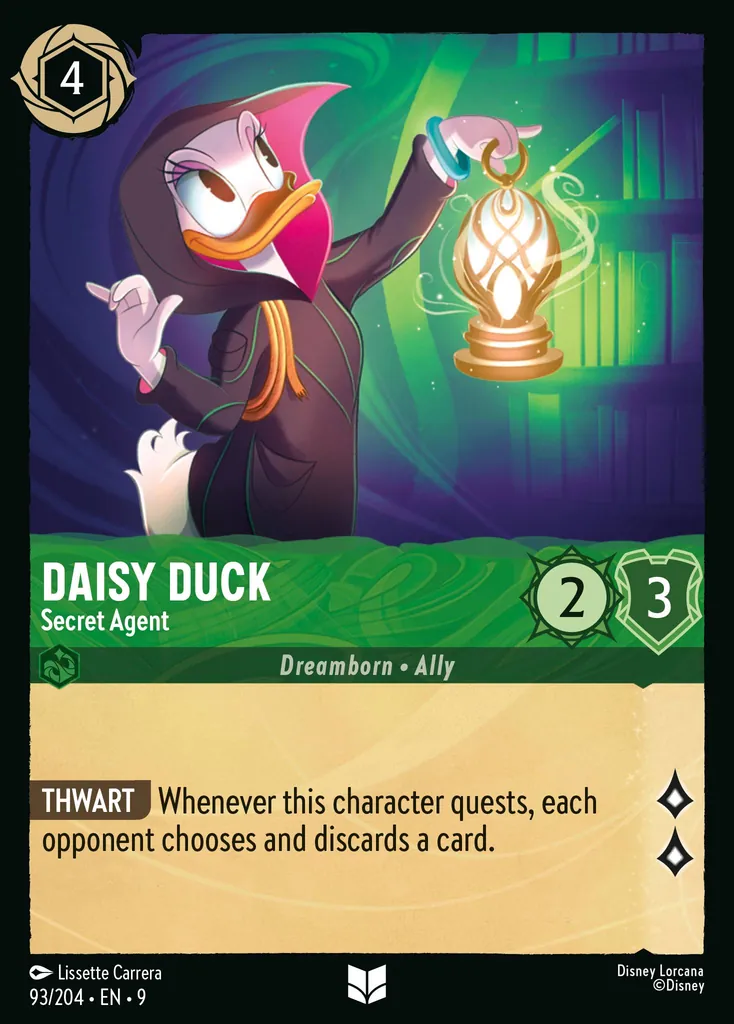 4
DAISY DUCK
Secret Agent
2
3
Dreamborn • Ally
THWART Whenever this character quests, each
opponent chooses and discards a card.
Lissette Carrera
93/204 • EN • 9
Disney Lorcana
©Disney